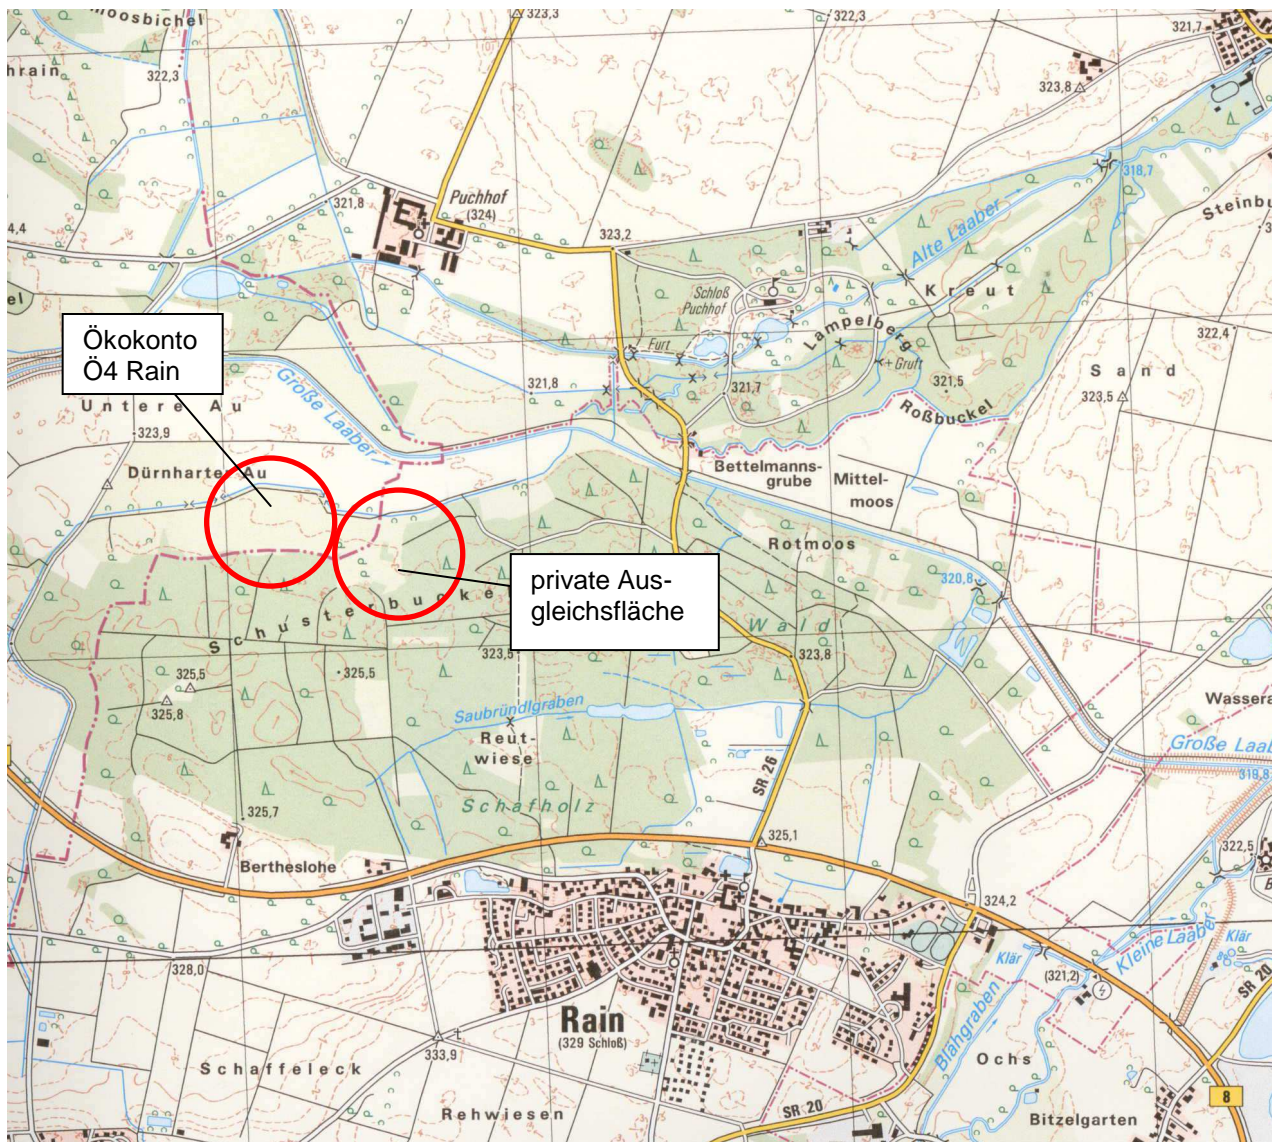 moosbichel
323,3
322,3
321,7
hrain
322,3
323,8
318,7
Puchhof
(324)
321,8
Steinbu
4,4
323,2
Alte Laaber
Kreut
Schloß
Puchhof
el
Ökokonto
Ö4 Rain
Furt
Lampelberg
Gruft
322,4
Sand
Große Laaber
321,8
321,7
321,5
323,5
Untere Au
Roßbuckel
323,9
Dürnharter Au
Bettelmanns-
grube
Mittel-
moos
Rotmoos
private Aus-
gleichsfläche
320,8
Schusterbuckel
Wald
323,5
323,8
325,5
325,5
325,8
Saubründlgraben
Reut-
wiese
Wassera
Große Laab
319,8
SR 26
Schafholz
325,7
325,1
322,5
Bertheslohe
B
324,2
Kleine Laaber
Klär
Klär
328,0
(321,2)
SR 20
Rain
(329 Schloß)
Blähgraben
333,9
Ochs
Schaffeleck
8
Rehwiesen
SR 20
Bitzelgarten